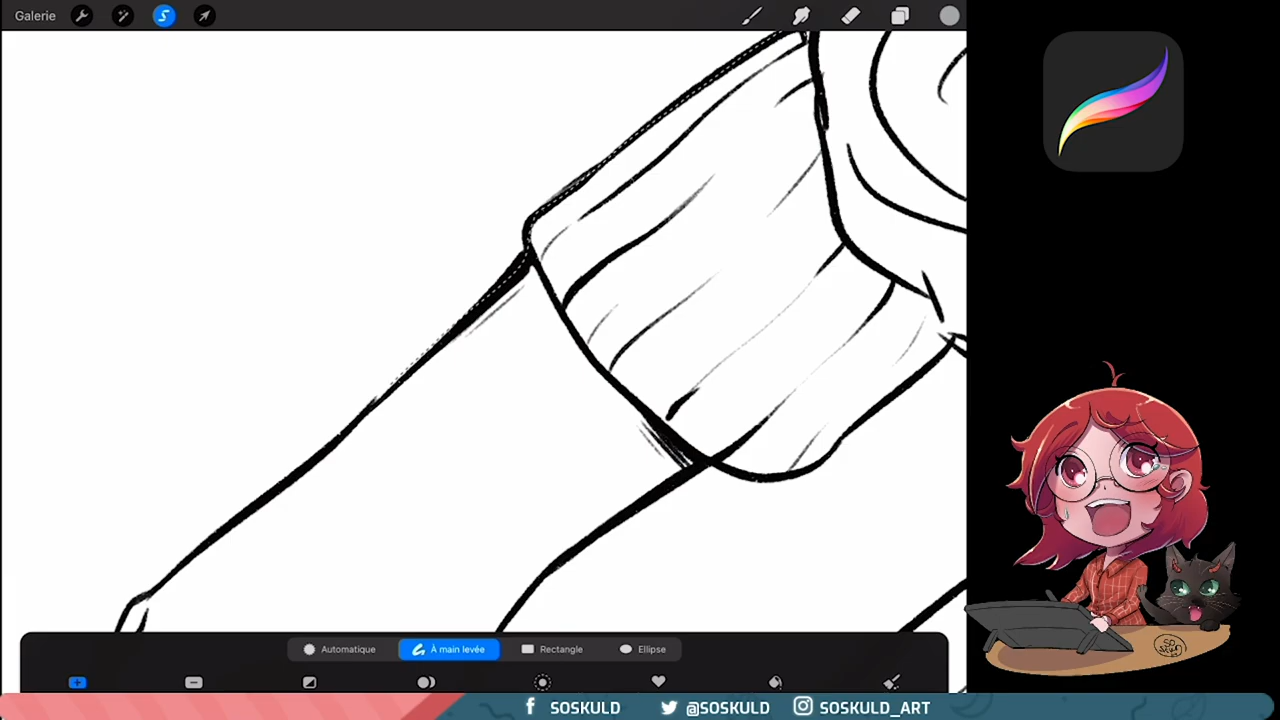 Galerie
Automatique
À main levée
Rectangle
Ellipse
SOSKULD
@SOSKULD
SOSKULD_ART